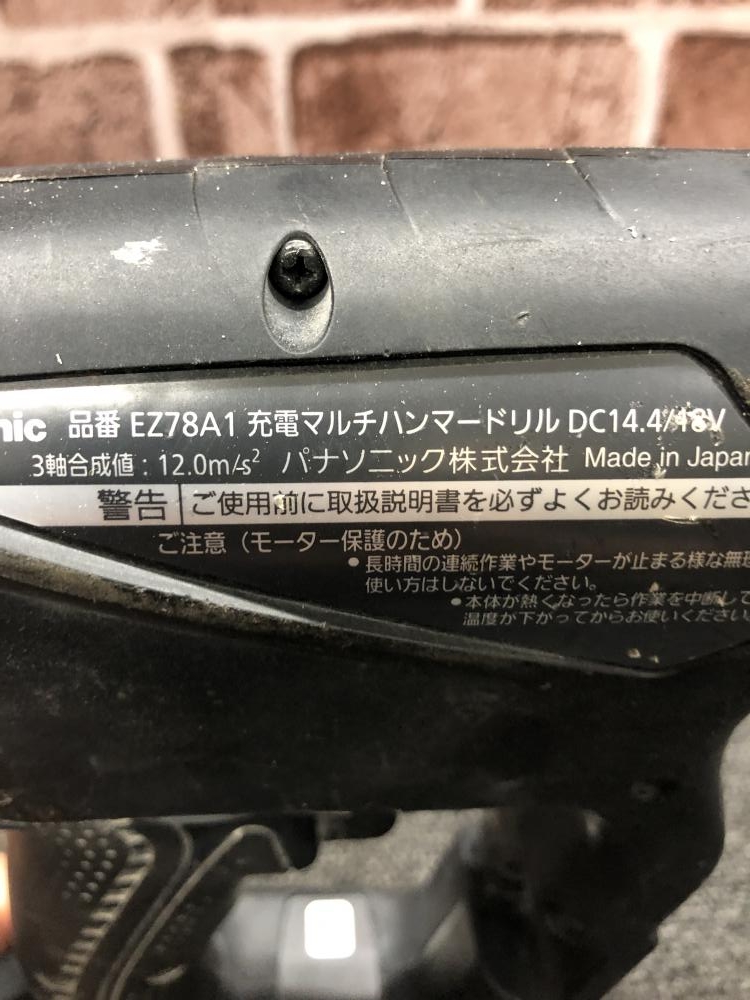 nic 品番 EZ78A1 充電マルチハンマードリル DC14.4/18V
3軸合成値：12.0m/s² パナソニック株式会社 Made in Japan
警告 ご使用前に取扱説明書を必ずよくお読みくださ
ご注意（モーター保護のため）
●長時間の連続作業やモーターが止まる様な無理
使い方はしないでください。
●本体が熱くなったら作業を中断して
温度が下がってからお使いください